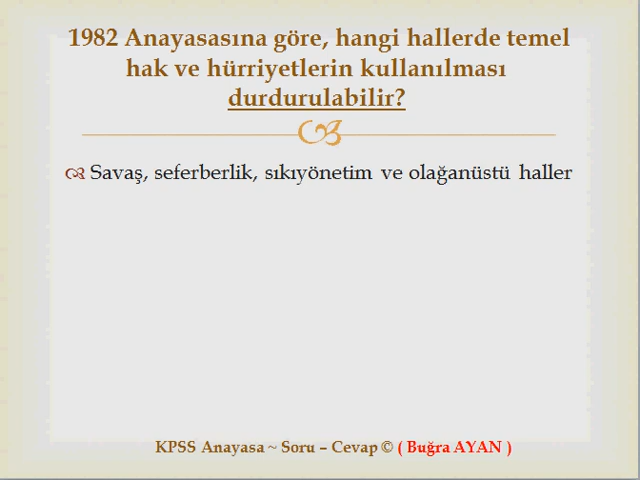 1982 Anayasasına göre, hangi hallerde temel
hak ve hürriyetlerin kullanılması
durdurulabilir?
Savaş, seferberlik, sıkıyönetim ve olağanüstü haller
KPSS Anayasa ~ Soru – Cevap © ( Buğra AYAN )